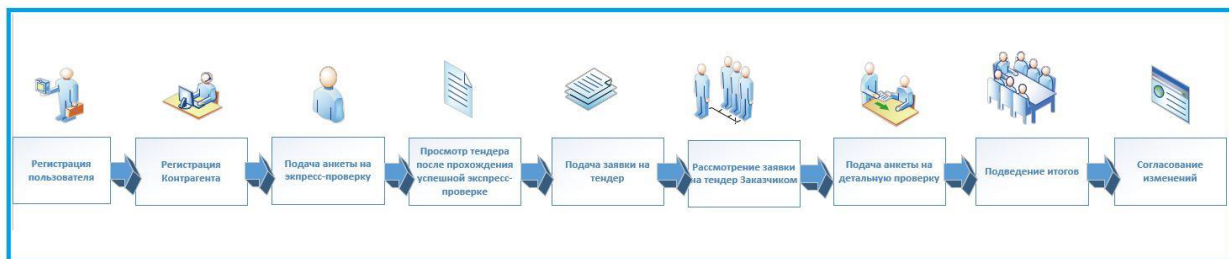 Регистрация
пользователя
Регистрация
Контрагента
Подача анкеты на
экпресс-проверку
Просмотр тендера
после прохождения
успешной экспресс-
проверке
Подача заявки на
тендер
Рассмотрение заявки
на тендер Заказчиком
Подача анкеты на
детальную проверку
Подведение итогов
Согласование
изменений